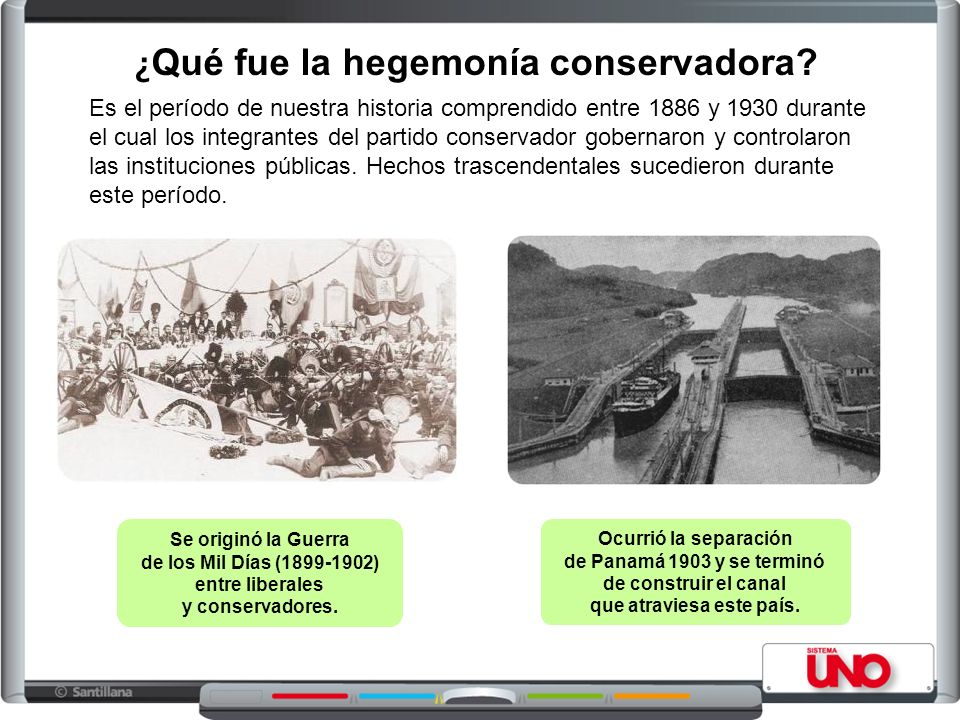 ¿Qué fue la hegemonía conservadora?
Es el período de nuestra historia comprendido entre 1886 y 1930 durante
el cual los integrantes del partido conservador gobernaron y controlaron
las instituciones públicas. Hechos trascendentales sucedieron durante
este período.
Se originó la Guerra
de los Mil Días (1899-1902)
entre liberales
y conservadores.
Ocurrió la separación
de Panamá 1903 y se terminó
de construir el canal
que atraviesa este país.
SISTEMA
UNO
© Santillana